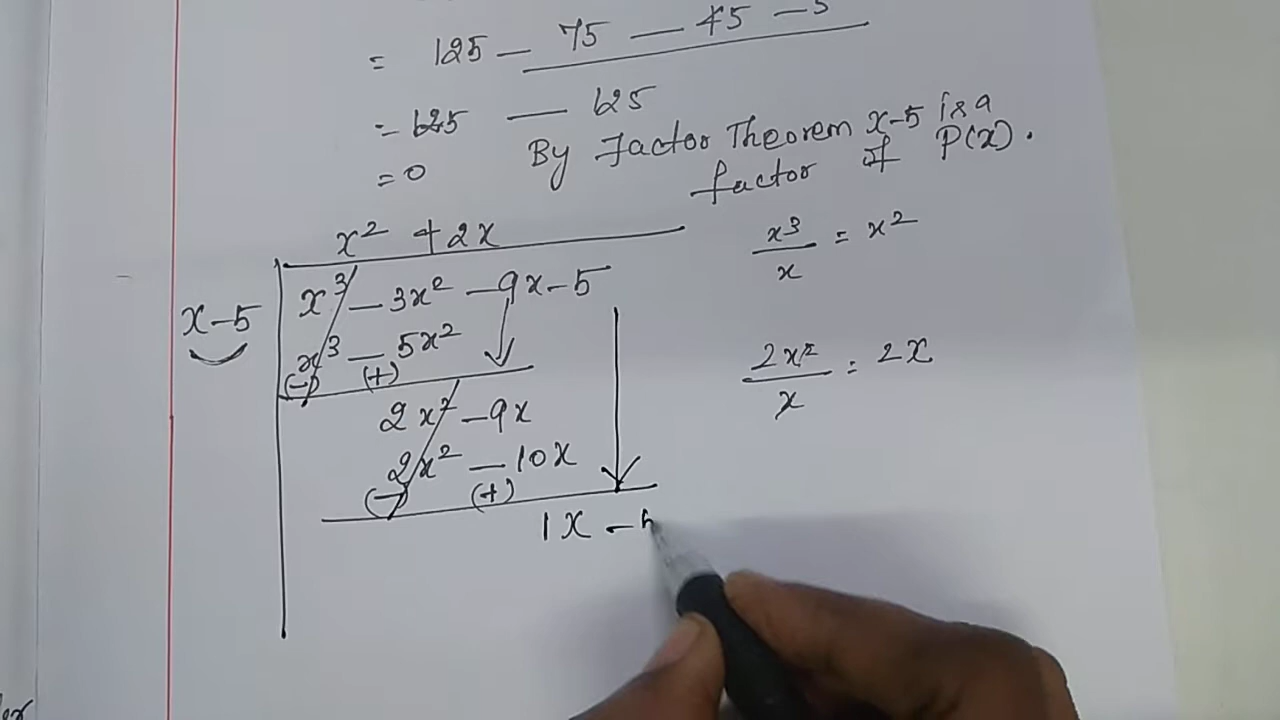 = 125 — 75 — 45 — 5
= 125 — 125
= 0 By Factor Theorem x-5 is a
factor of P(x).
x² + 2x
x-5 x³ — 3x² — 9x - 5
x³ — 5x²
(-) (+)
2x² — 9x
2x² — 10x
(-) (+)
1x —
x³/x = x²
2x²/x = 2x